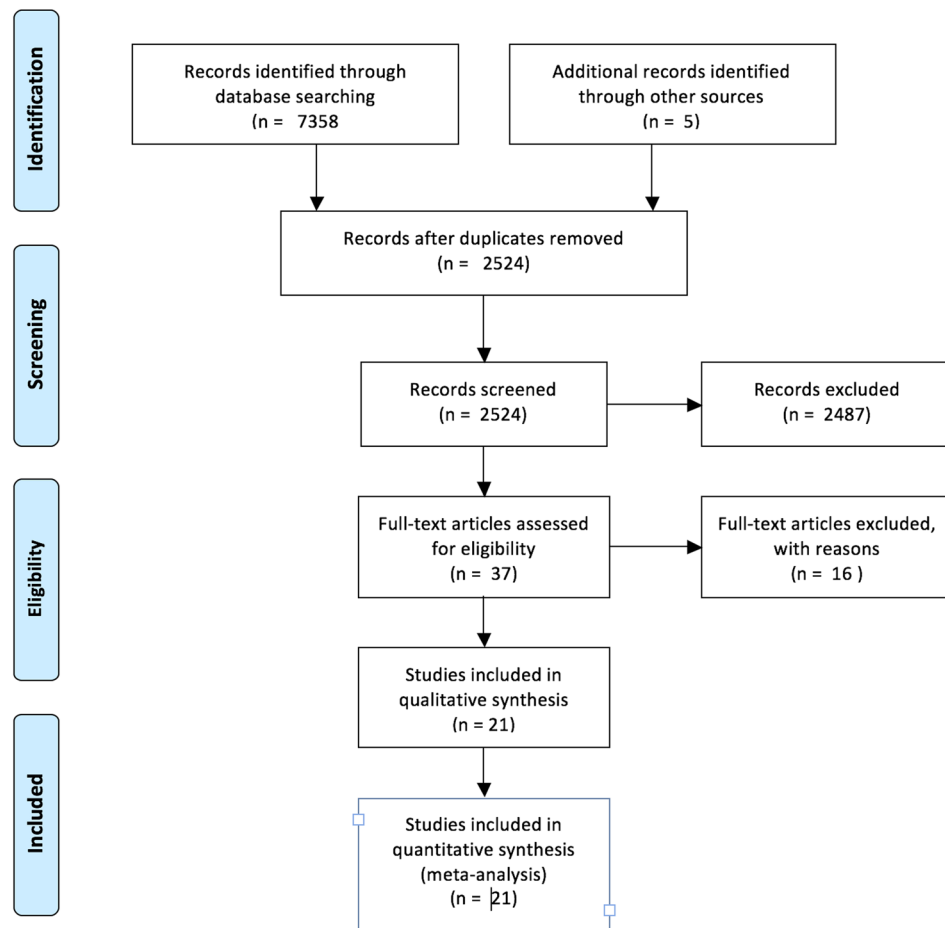 Identification
Records identified through
database searching
(n = 7358
Additional records identified
through other sources
(n = 5)
Records after duplicates removed
(n = 2524)
Screening
Records screened
(n = 2524)
Records excluded
(n = 2487)
Eligibility
Full-text articles assessed
for eligibility
(n = 37)
Full-text articles excluded,
with reasons
(n = 16 )
Studies included in
qualitative synthesis
(n = 21)
Included
Studies included in
quantitative synthesis
(meta-analysis)
(n = 21)